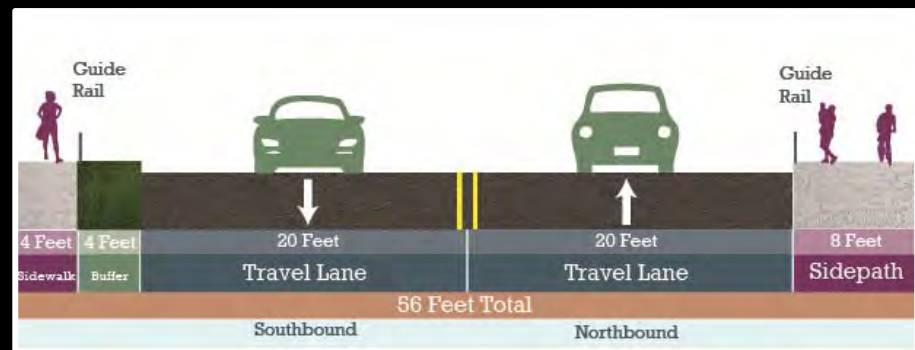 Guide
Rail
Guide
Rail
4 Feet 4 Feet 20 Feet 20 Feet 8 Feet
Sidewalk Buffer Travel Lane Travel Lane Sidepath
56 Feet Total
Southbound Northbound